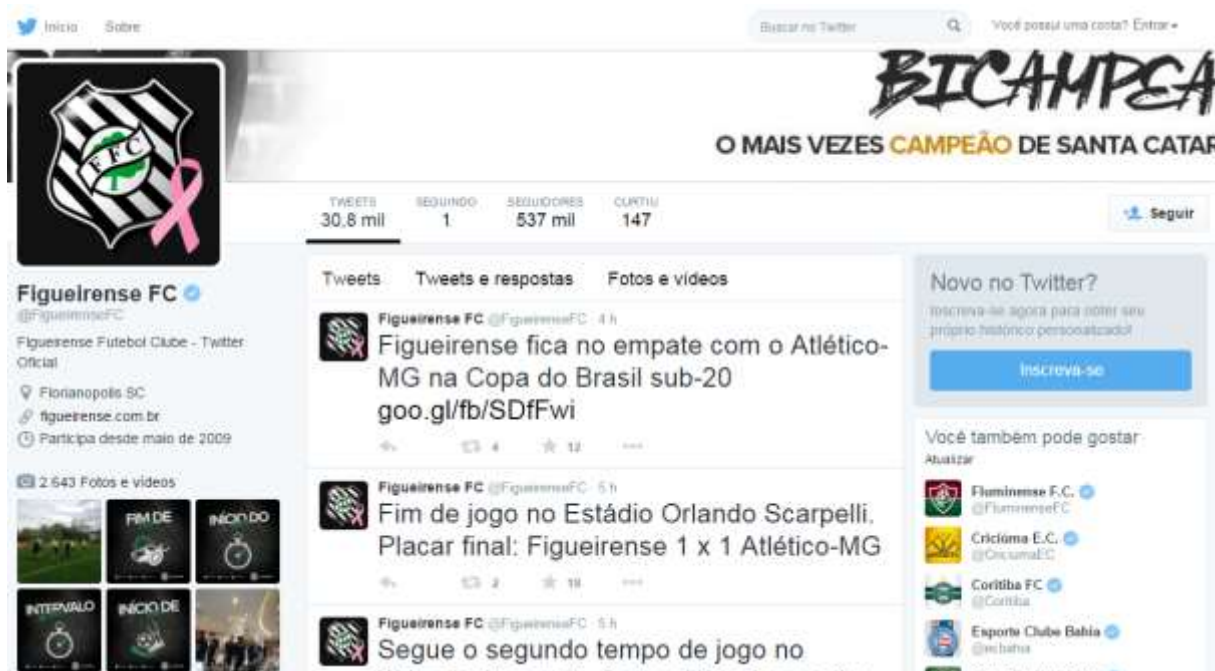 Início Sobre
Buscar no Twitter
Você possui uma conta? Entrar
BICAMPEA
O MAIS VEZES CAMPEÃO DE SANTA CATAR
FFC
TWEETS SEGUINDO SEGUIDORES CURTIU
30,8 mil 1 537 mil 147
Seguir
Figueirense FC
@FigueirenseFC
Figueirense Futebol Clube - Twitter
Oficial
Florianopolis SC
figueirense.com.br
Participa desde maio de 2009
2.643 Fotos e vídeos
FIM DE
INÍCIO DO
INTERVALO
INÍCIO DE
Tweets Tweets e respostas Fotos e vídeos
Figueirense FC @FigueirenseFC · 4 h
Figueirense fica no empate com o Atlético-
MG na Copa do Brasil sub-20
goo.gl/fb/SDfFwi
4 12
Figueirense FC @FigueirenseFC · 5 h
Fim de jogo no Estádio Orlando Scarpelli.
Placar final: Figueirense 1 x 1 Atlético-MG
2 18
Figueirense FC @FigueirenseFC · 5 h
Segue o segundo tempo de jogo no
Novo no Twitter?
Inscreva-se agora para obter seu
próprio histórico personalizado!
Inscreva-se
Você também pode gostar
Atualizar
Fluminense F.C.
@FluminenseFC
Criciúma E.C.
@CriciumaEC
Coritiba FC
@Coritiba
Esporte Clube Bahia
@ecbahia